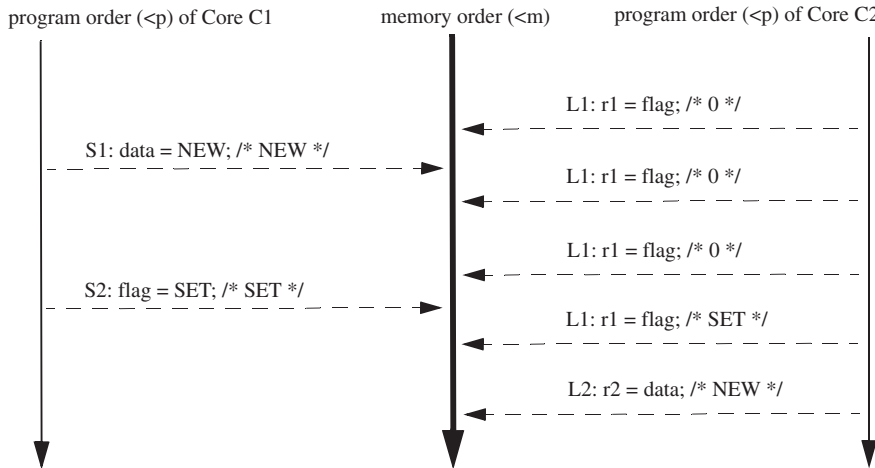 program order (<p) of Core C1
memory order (<m)
program order (<p) of Core C2
L1: r1 = flag; /* 0 */
S1: data = NEW; /* NEW */
L1: r1 = flag; /* 0 */
L1: r1 = flag; /* 0 */
S2: flag = SET; /* SET */
L1: r1 = flag; /* SET */
L2: r2 = data; /* NEW */